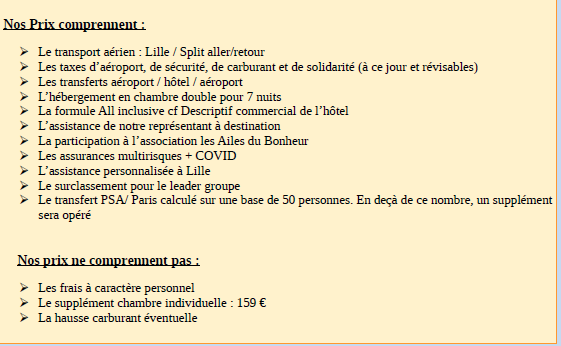 Nos Prix comprennent :
➢ Le transport aérien : Lille / Split aller/retour
➢ Les taxes d’aéroport, de sécurité, de carburant et de solidarité (à ce jour et révisables)
➢ Les transferts aéroport / hôtel / aéroport
➢ L’hébergement en chambre double pour 7 nuits
➢ La formule All inclusive cf Descriptif commercial de l’hôtel
➢ L’assistance de notre représentant à destination
➢ La participation à l’association les Ailes du Bonheur
➢ Les assurances multirisques + COVID
➢ L’assistance personnalisée à Lille
➢ Le surclassement pour le leader groupe
➢ Le transfert PSA/ Paris calculé sur une base de 50 personnes. En deçà de ce nombre, un supplément
sera opéré
Nos prix ne comprennent pas :
➢ Les frais à caractère personnel
➢ Le supplément chambre individuelle : 159 €
➢ La hausse carburant éventuelle